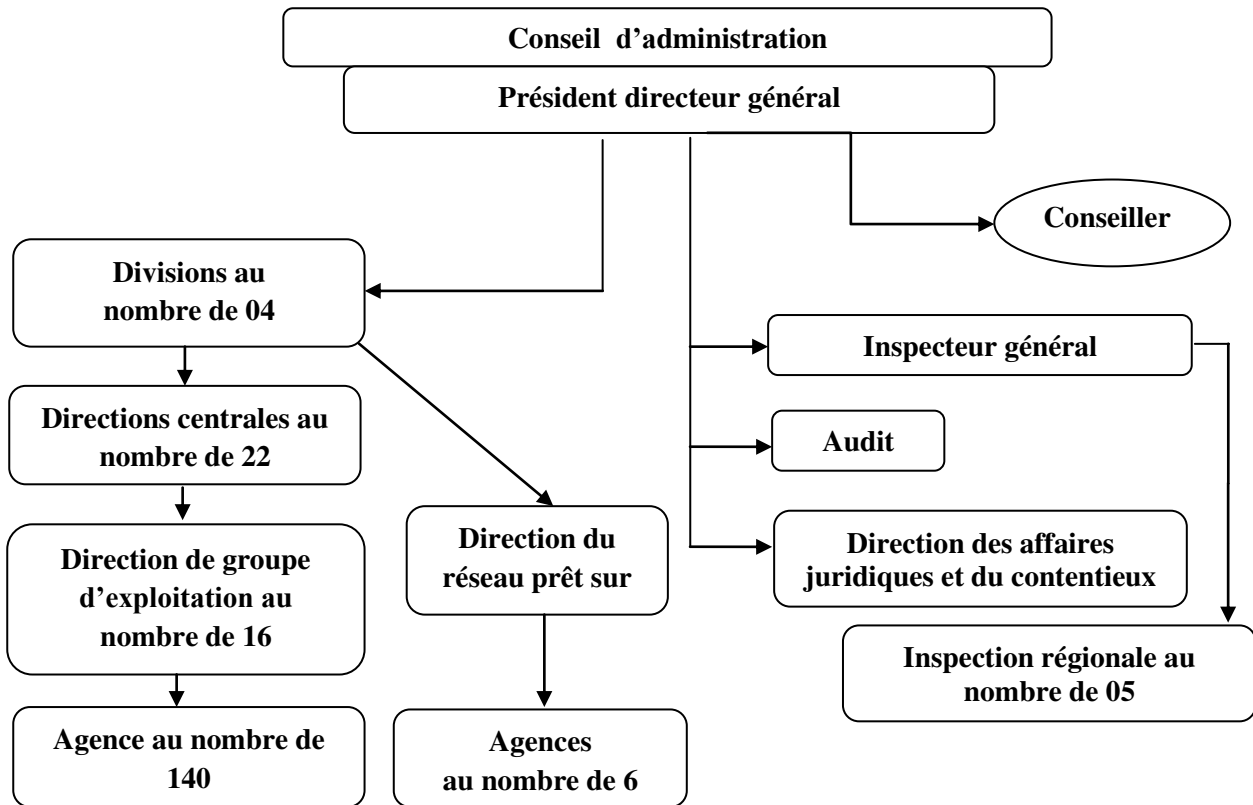 Conseil d’administration
Président directeur général
Conseiller
Divisions au
nombre de 04
Inspecteur général
Directions centrales au
nombre de 22
Audit
Direction de groupe
d’exploitation au
nombre de 16
Direction du
réseau prêt sur
Direction des affaires
juridiques et du contentieux
Inspection régionale au
nombre de 05
Agence au nombre de
140
Agences
au nombre de 6